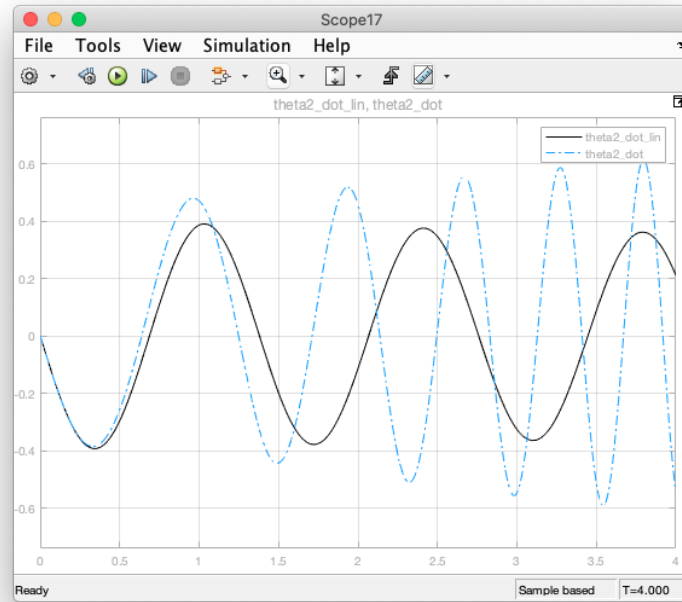 Scope17
File Tools View Simulation Help
theta2_dot_lin, theta2_dot
theta2_dot_lin
theta2_dot
0.6
0.4
0.2
0
-0.2
-0.4
-0.6
0 0.5 1 1.5 2 2.5 3 3.5 4
Ready Sample based T=4.000